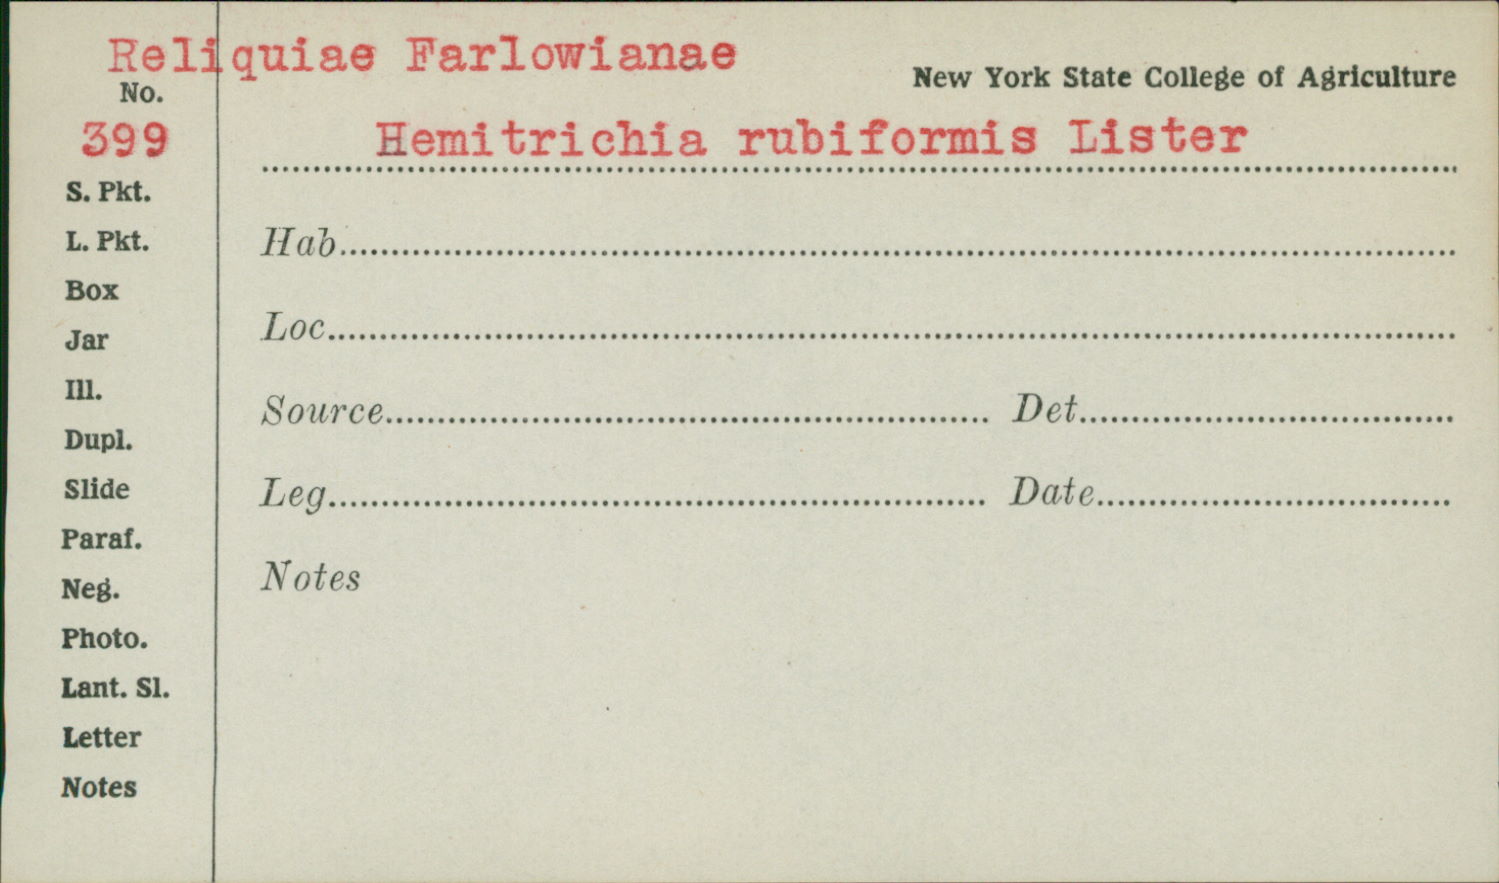 Reliquiae Farlowianae
New York State College of Agriculture
No.
399
Hemitrichia rubiformis Lister
S. Pkt.
L. Pkt.
Box
Jar
Ill.
Dupl.
Slide
Paraf.
Neg.
Photo.
Lant. Sl.
Letter
Notes
Hab
Loc
Source Det
Leg Date
Notes